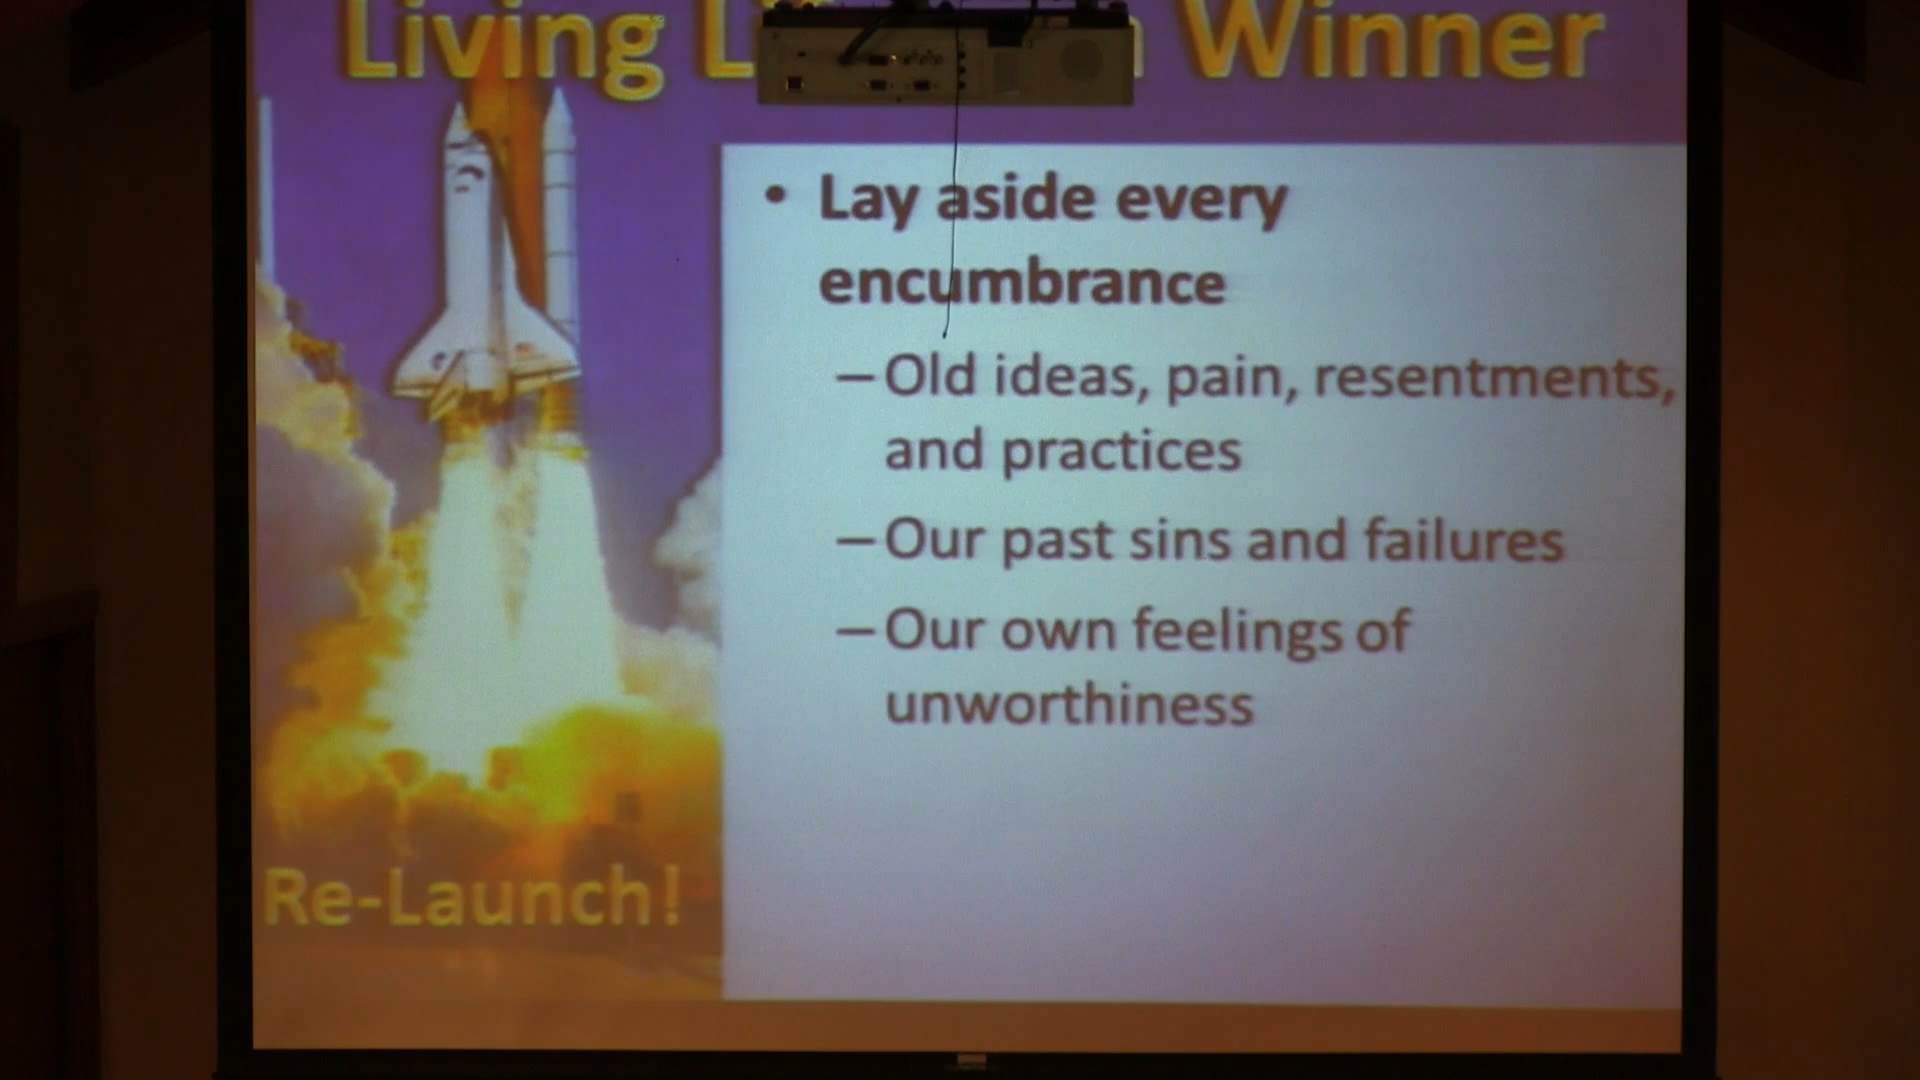 Living Winner
• Lay aside every
encumbrance
– Old ideas, pain, resentments,
and practices
– Our past sins and failures
– Our own feelings of
unworthiness
Re-Launch!